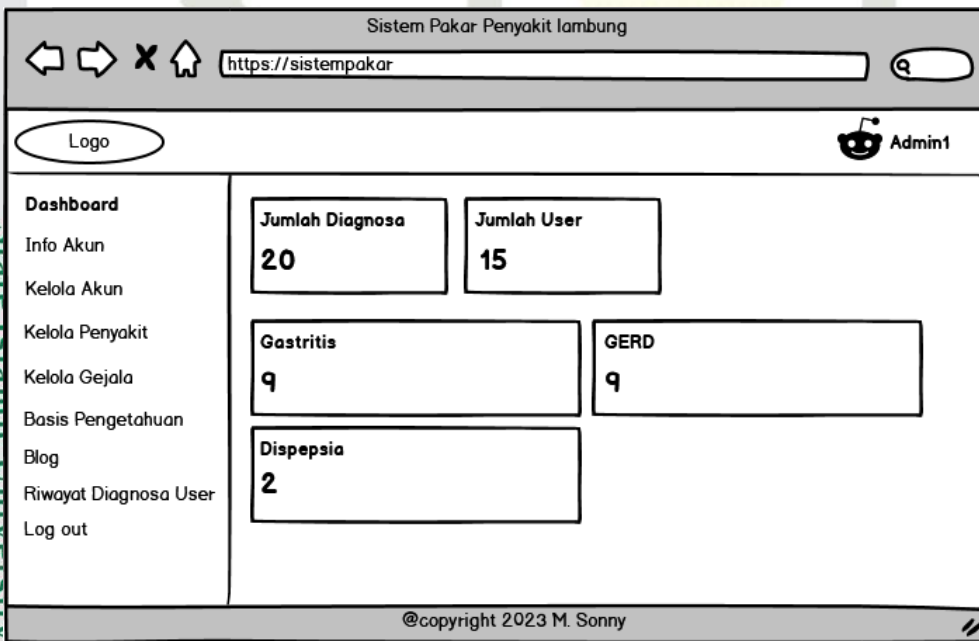 Sistem Pakar Penyakit lambung
https://sistempakar
Logo
Admin1
Dashboard
Info Akun
Kelola Akun
Kelola Penyakit
Kelola Gejala
Basis Pengetahuan
Blog
Riwayat Diagnosa User
Log out
Jumlah Diagnosa
20
Jumlah User
15
Gastritis
9
GERD
9
Dispepsia
2
@copyright 2023 M. Sonny